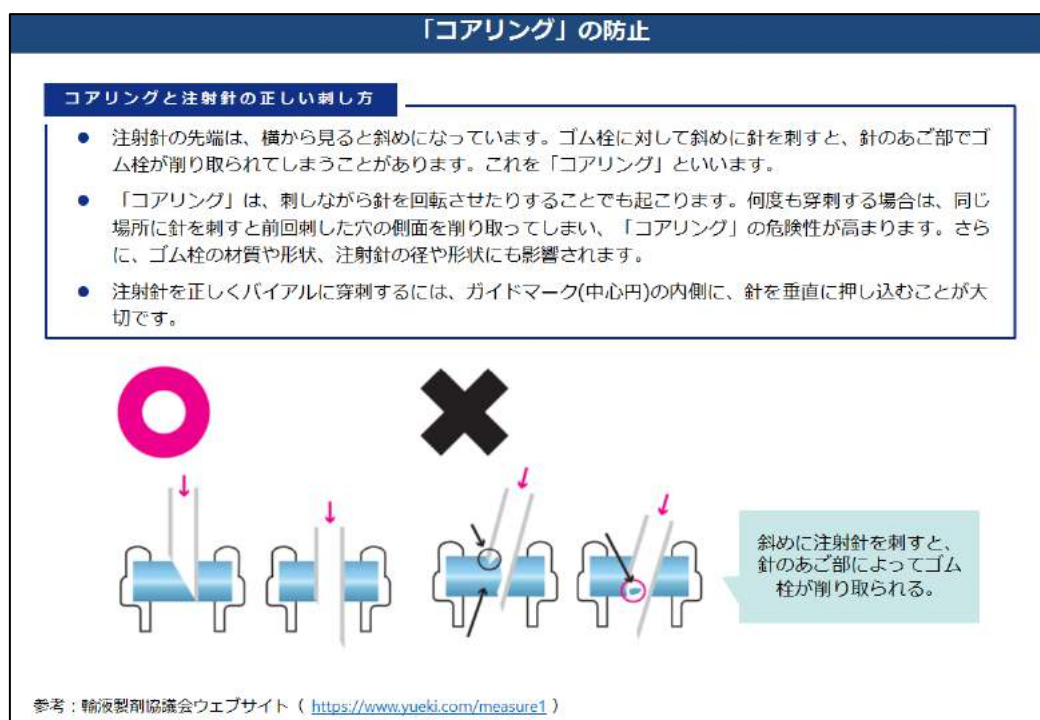 「コアリング」の防止
コアリングと注射針の正しい刺し方
● 注射針の先端は、横から見ると斜めになっています。ゴム栓に対して斜めに針を刺すと、針のあご部でゴ
ム栓が削り取られてしまうことがあります。これを「コアリング」といいます。
● 「コアリング」は、刺しながら針を回転させたりすることでも起こります。何度も穿刺する場合は、同じ
場所に針を刺すと前回刺した穴の側面を削り取ってしまい、「コアリング」の危険性が高まります。さら
に、ゴム栓の材質や形状、注射針の径や形状にも影響されます。
● 注射針を正しくバイアルに穿刺するには、ガイドマーク(中心円)の内側に、針を垂直に押し込むことが大
切です。
斜めに注射針を刺すと、
針のあご部によってゴム
栓が削り取られる。
参考：輸液製剤協議会ウェブサイト（ https://www.yueki.com/measure1 ）